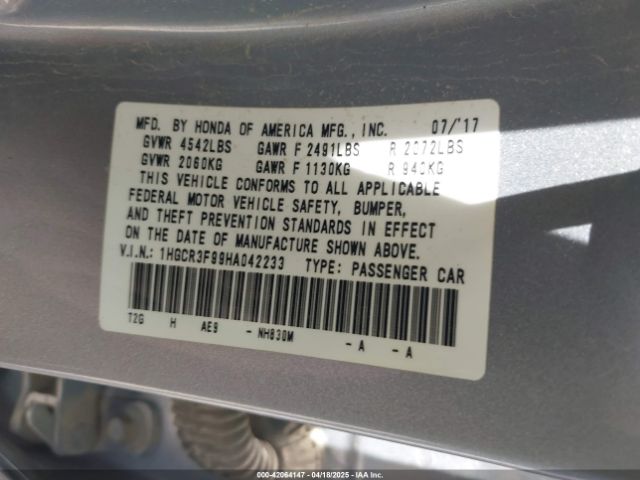 MFD. BY HONDA OF AMERICA MFG., INC. 07/'17
GVWR 4542LBS GAWR F 2491LBS R
GVWR 2060KG GAWR F 1130KG R
THIS VEHICLE CONFORMS TO ALL APPLICABLE
FEDERAL MOTOR VEHICLE SAFETY, BUMPER,
AND THEFT PREVENTION STANDARDS IN EFFECT
ON THE DATE OF MANUFACTURE SHOWN ABOVE.
V.I.N.: 1HGCR3F99HA042233 TYPE: PASSENGER CAR
T2G H AE9 - NH830M - A - A
000-42064147 - 04/18/2025 - IAA Inc.